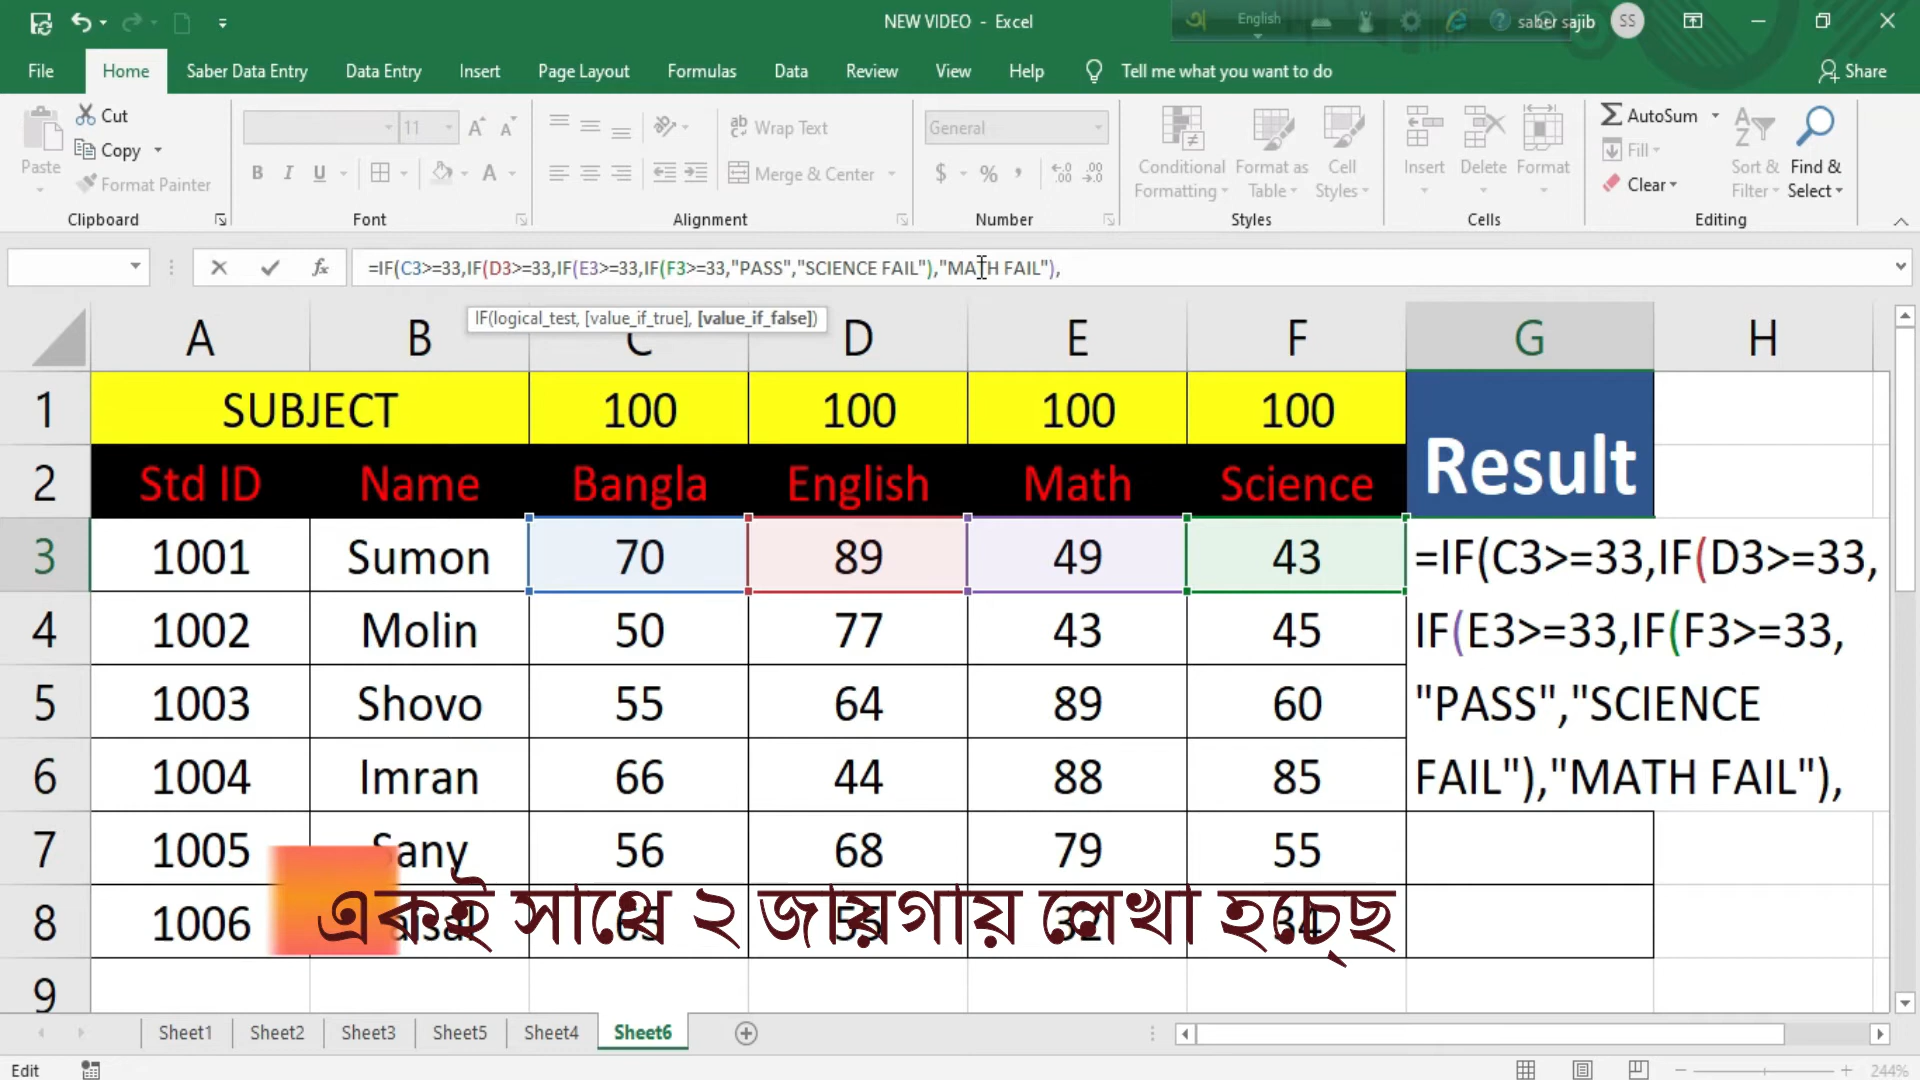 NEW VIDEO - Excel
English
saber sajib
SS
File Home Saber Data Entry Data Entry Insert Page Layout Formulas Data Review View Help Tell me what you want to do Share
Cut
Copy
Format Painter
Paste
Clipboard
11
B I U
Font
Wrap Text
Merge & Center
Alignment
General
$ % ,
Number
Conditional Formatting
Format as Table
Cell Styles
Styles
Insert Delete Format
Cells
AutoSum
Fill
Clear
Sort & Filter
Find & Select
Editing
=IF(C3>=33,IF(D3>=33,IF(E3>=33,IF(F3>=33,"PASS","SCIENCE FAIL"),"MATH FAIL"),
IF(logical_test, [value_if_true], [value_if_false])
A B C D E F G H
1 SUBJECT 100 100 100 100
2 Std ID Name Bangla English Math Science Result
3 1001 Sumon 70 89 49 43 =IF(C3>=33,IF(D3>=33,
4 1002 Molin 50 77 43 45 IF(E3>=33,IF(F3>=33,
5 1003 Shovo 55 64 89 60 "PASS","SCIENCE
6 1004 Imran 66 44 88 85 FAIL"),"MATH FAIL"),
7 1005 Sany 56 68 79 55
8 1006
একই সাথে ২ জায়গায় লেখা হচ্ছে
9
Sheet1 Sheet2 Sheet3 Sheet5 Sheet4 Sheet6
Edit
244%